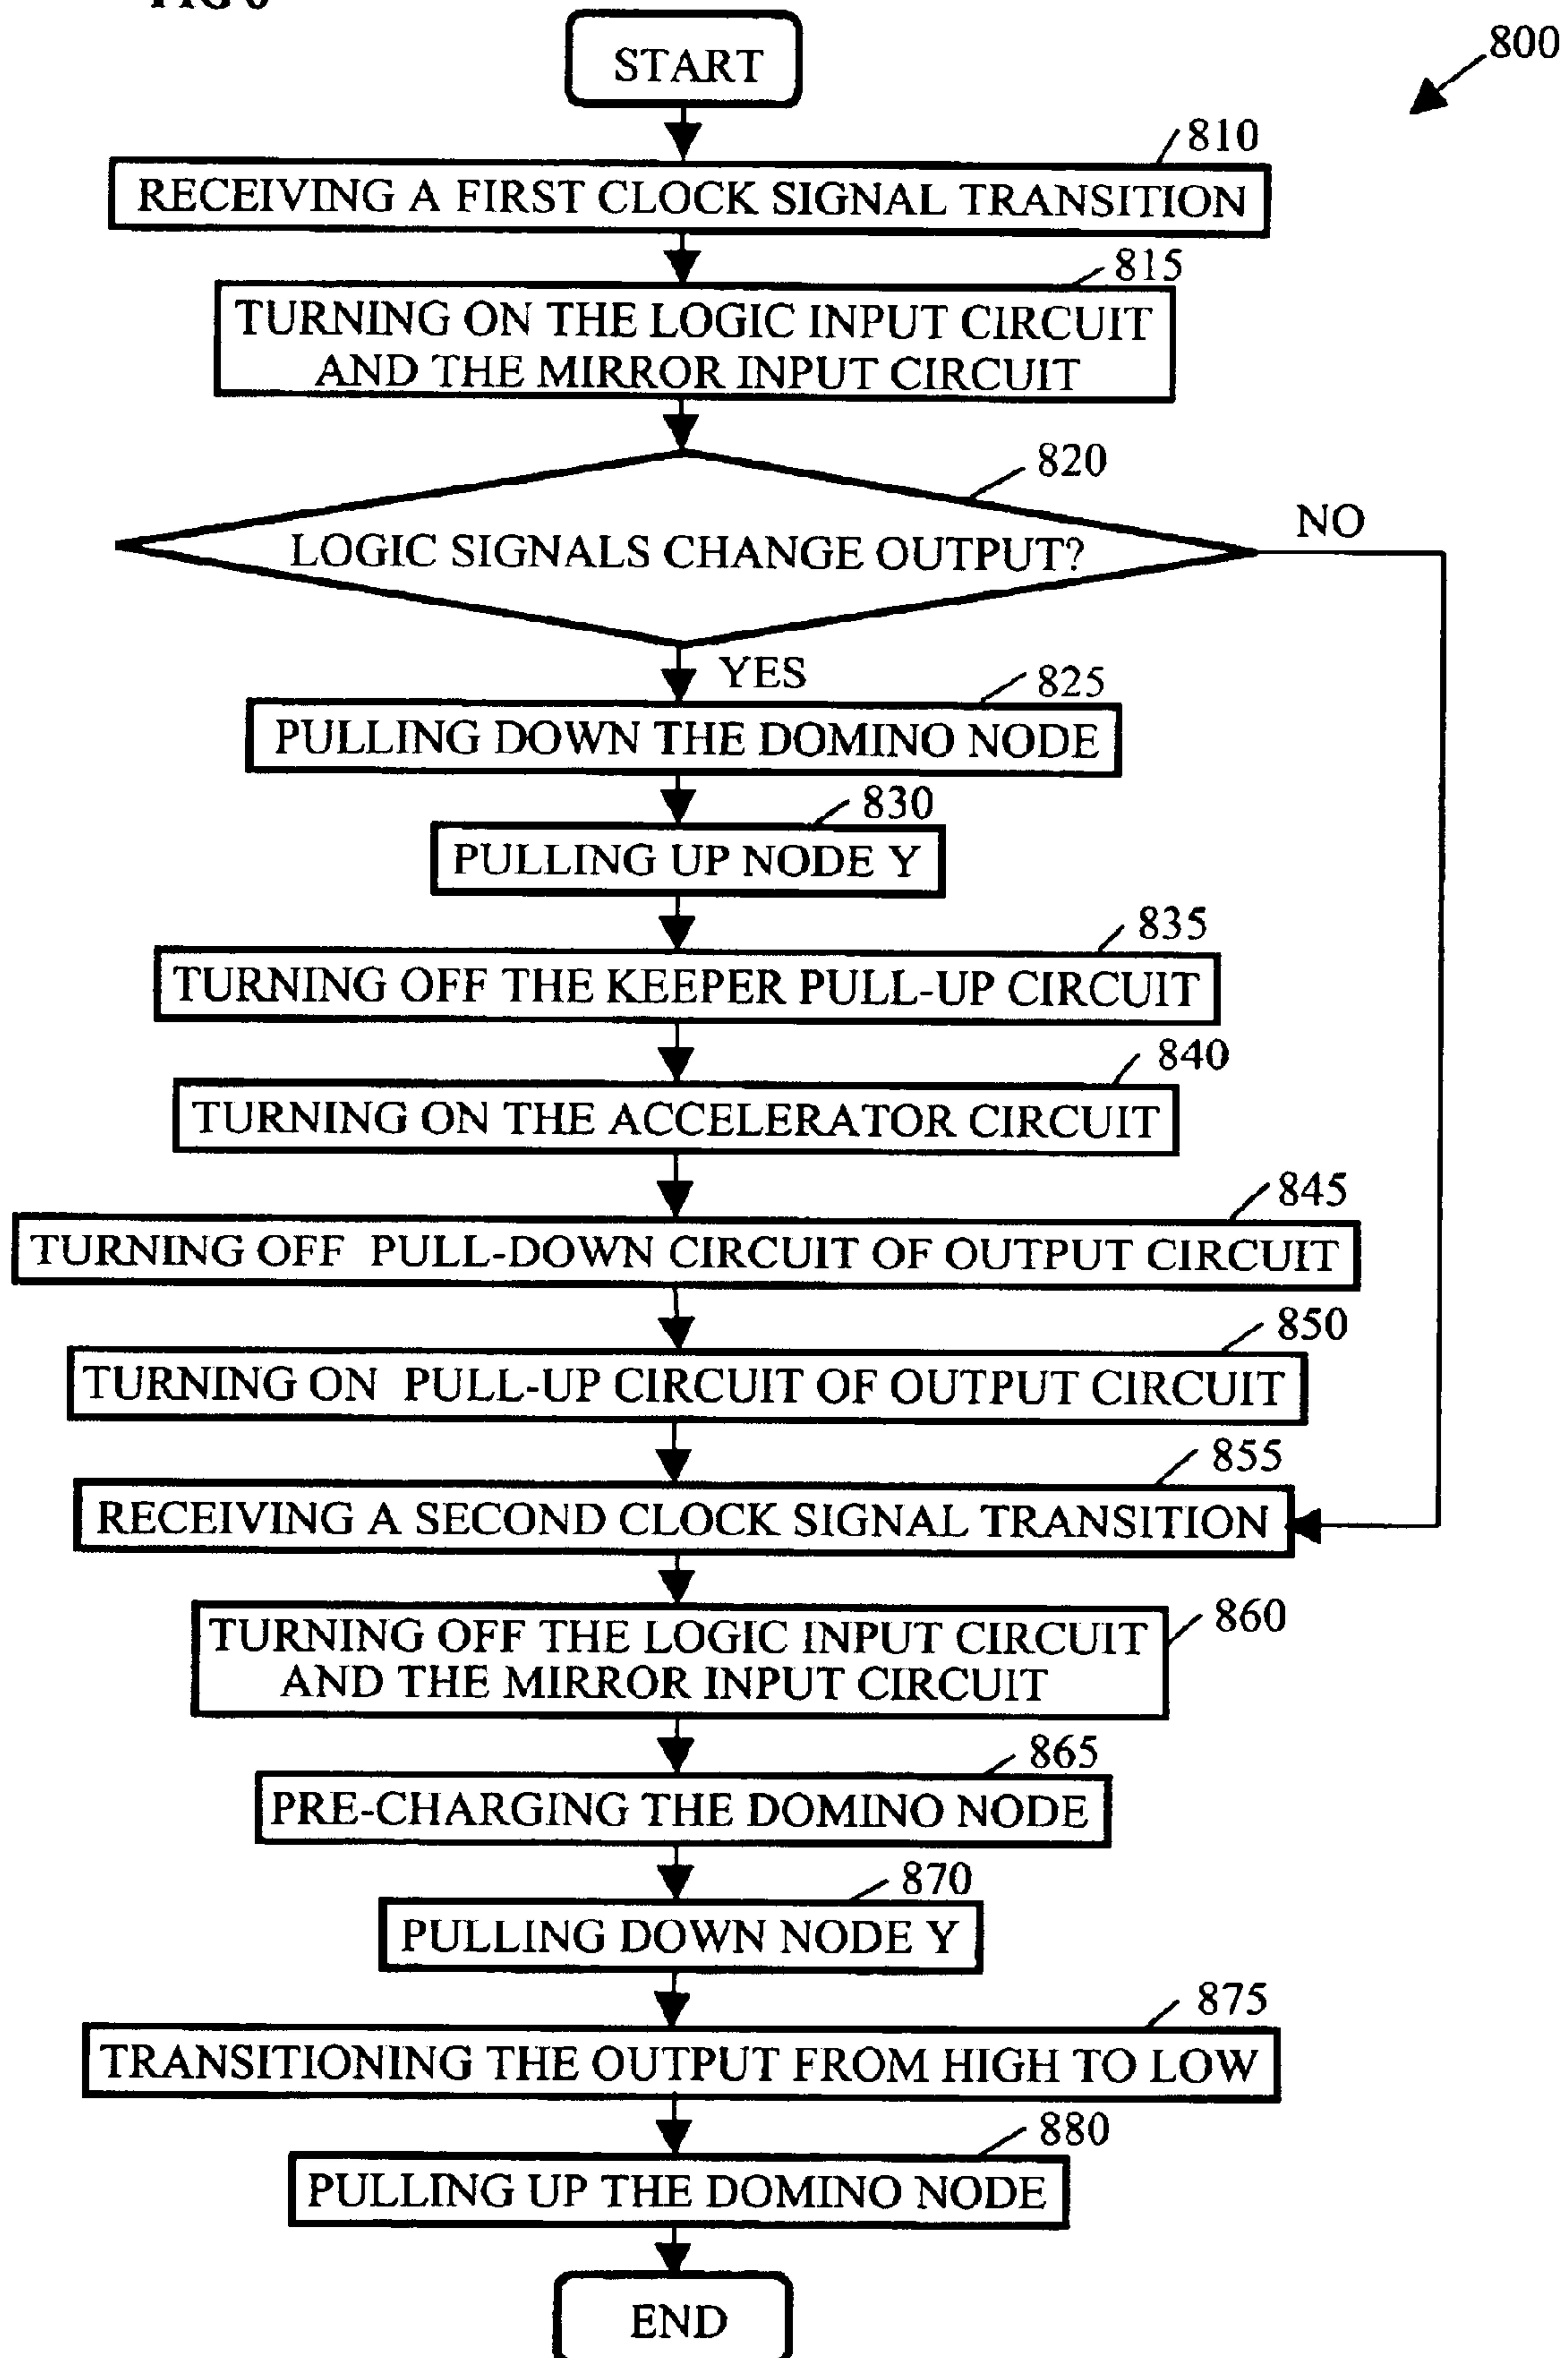 800
START
810
RECEIVING A FIRST CLOCK SIGNAL TRANSITION
815
TURNING ON THE LOGIC INPUT CIRCUIT
AND THE MIRROR INPUT CIRCUIT
820
LOGIC SIGNALS CHANGE OUTPUT?
NO
YES
825
PULLING DOWN THE DOMINO NODE
830
PULLING UP NODE Y
835
TURNING OFF THE KEEPER PULL-UP CIRCUIT
840
TURNING ON THE ACCELERATOR CIRCUIT
845
TURNING OFF PULL-DOWN CIRCUIT OF OUTPUT CIRCUIT
850
TURNING ON PULL-UP CIRCUIT OF OUTPUT CIRCUIT
855
RECEIVING A SECOND CLOCK SIGNAL TRANSITION
860
TURNING OFF THE LOGIC INPUT CIRCUIT
AND THE MIRROR INPUT CIRCUIT
865
PRE-CHARGING THE DOMINO NODE
870
PULLING DOWN NODE Y
875
TRANSITIONING THE OUTPUT FROM HIGH TO LOW
880
PULLING UP THE DOMINO NODE
END